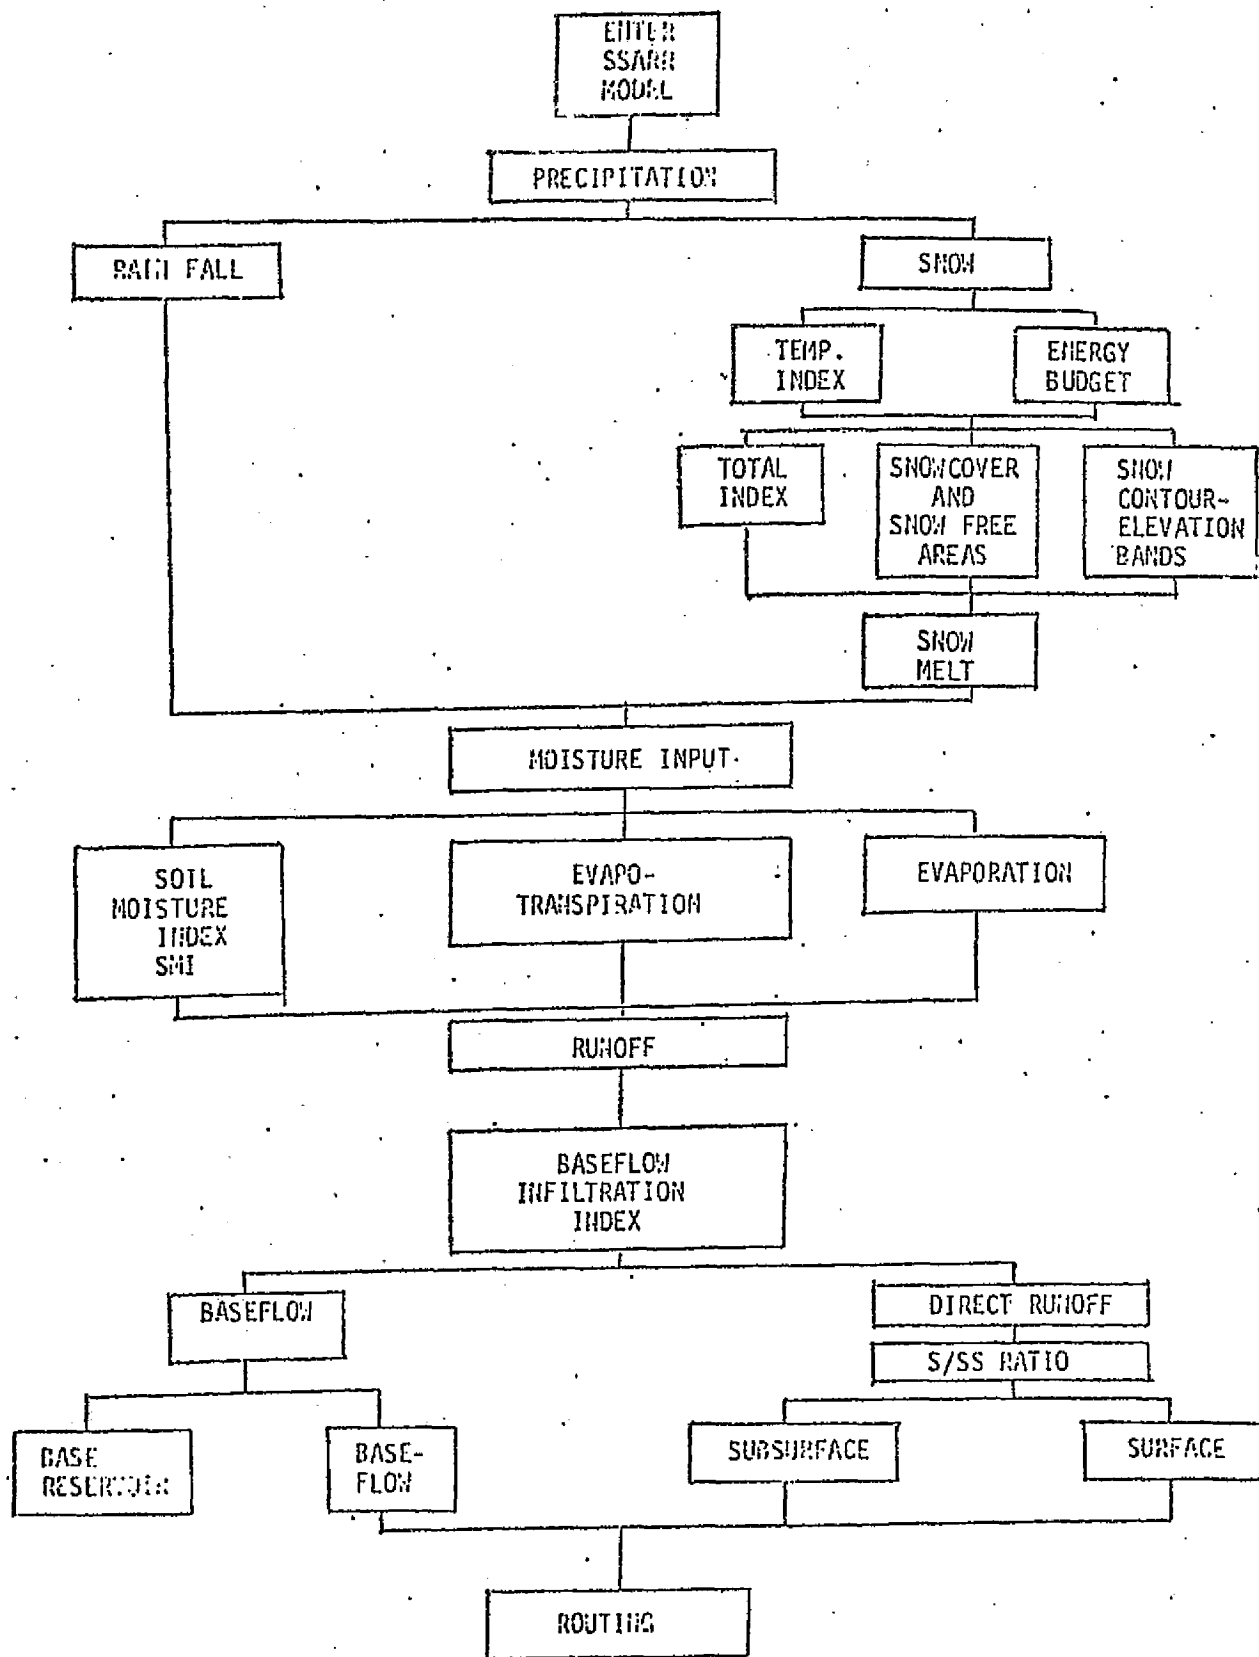 ENTER
SSARR
MODEL
PRECIPITATION
RAIN FALL
SNOW
TEMP.
INDEX
ENERGY
BUDGET
TOTAL
INDEX
SNOWCOVER
AND
SNOW FREE
AREAS
SNOW
CONTOUR-
ELEVATION
BANDS
SNOW
MELT
MOISTURE INPUT
SOIL
MOISTURE
INDEX
SMI
EVAPO-
TRANSPIRATION
EVAPORATION
RUNOFF
BASEFLOW
INFILTRATION
INDEX
BASEFLOW
DIRECT RUNOFF
S/SS RATIO
BASE
RESERVOIR
BASE-
FLOW
SUBSURFACE
SURFACE
ROUTING